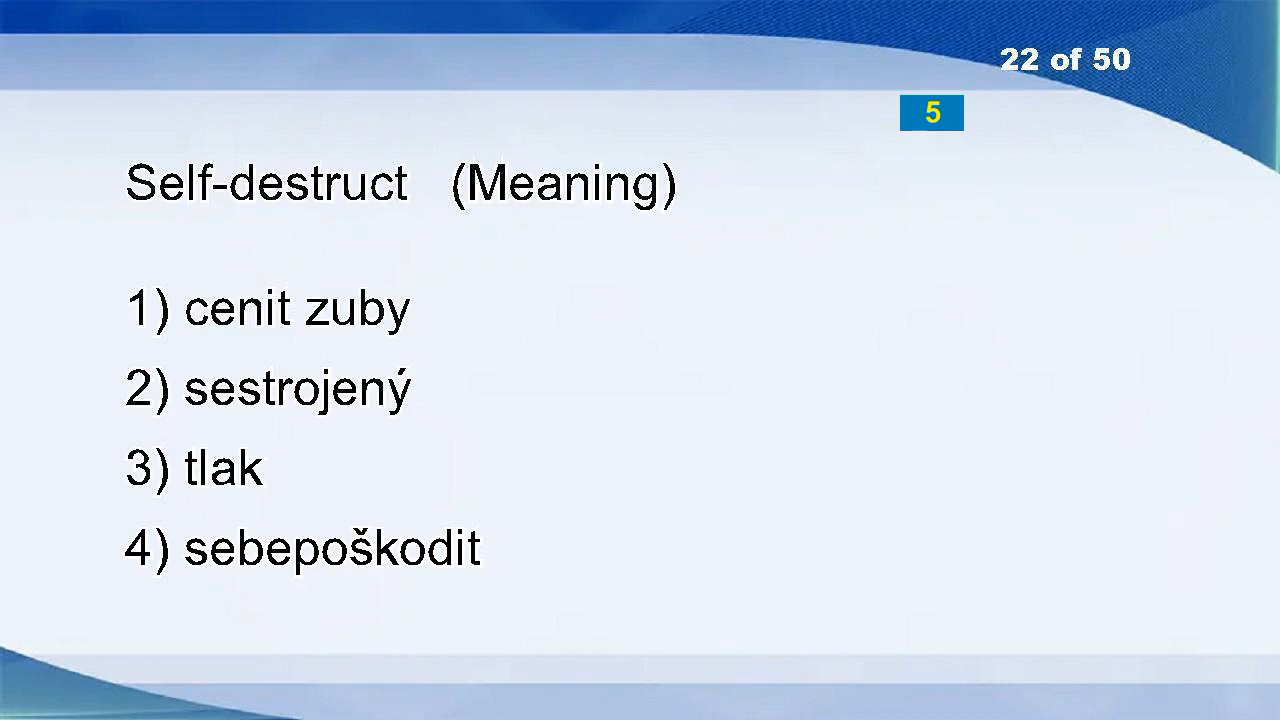 22 of 50
5
Self-destruct (Meaning)
1) cenit zuby
2) sestrojený
3) tlak
4) sebepoškodit